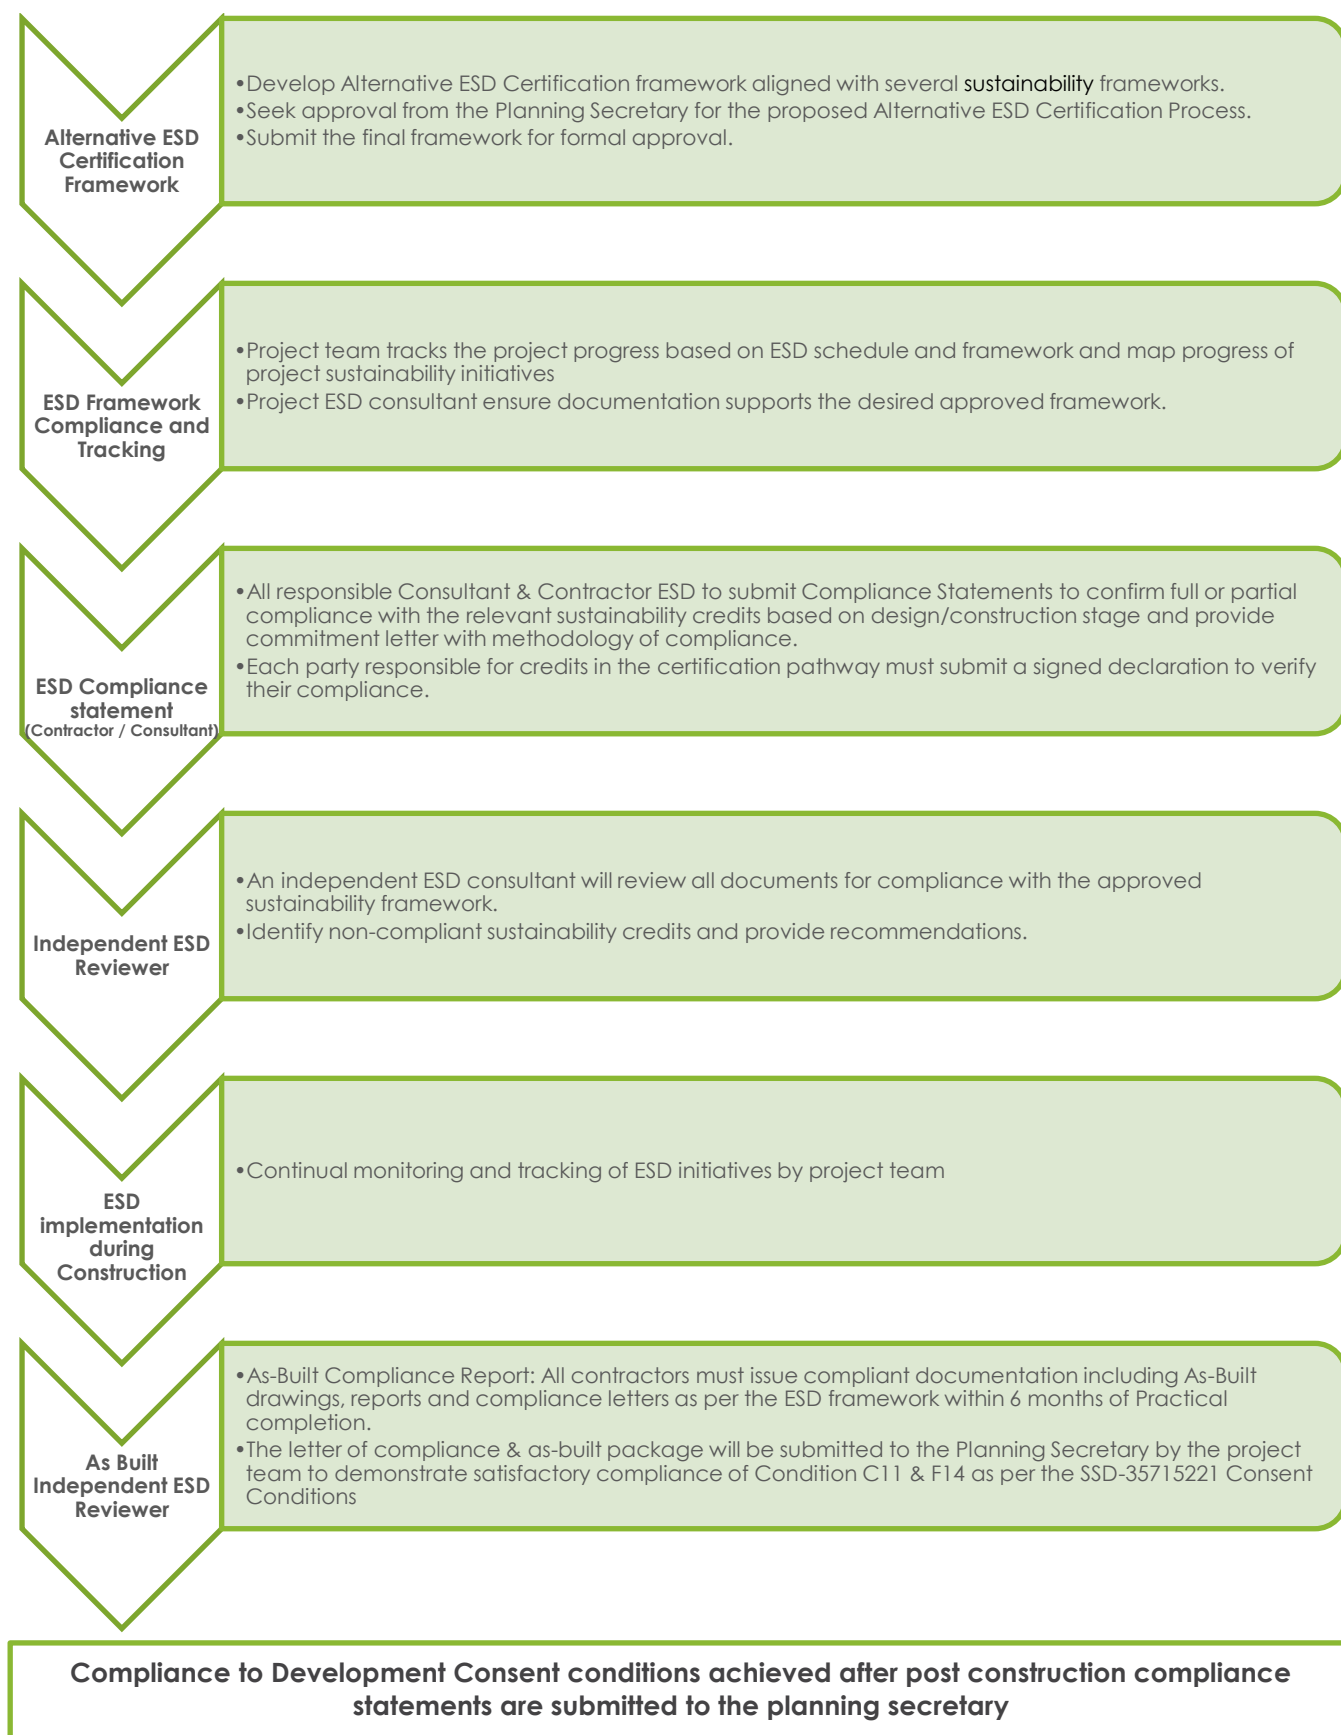 Alternative ESD
Certification
Framework
•Develop Alternative ESD Certification framework aligned with several sustainability frameworks.
•Seek approval from the Planning Secretary for the proposed Alternative ESD Certification Process.
•Submit the final framework for formal approval.
ESD Framework
Compliance and
Tracking
•Project team tracks the project progress based on ESD schedule and framework and map progress of
project sustainability initiatives
•Project ESD consultant ensure documentation supports the desired approved framework.
ESD Compliance
statement
(Contractor / Consultant)
•All responsible Consultant & Contractor ESD to submit Compliance Statements to confirm full or partial
compliance with the relevant sustainability credits based on design/construction stage and provide
commitment letter with methodology of compliance.
•Each party responsible for credits in the certification pathway must submit a signed declaration to verify
their compliance.
Independent ESD
Reviewer
•An independent ESD consultant will review all documents for compliance with the approved
sustainability framework.
•Identify non-compliant sustainability credits and provide recommendations.
ESD
implementation
during
Construction
•Continual monitoring and tracking of ESD initiatives by project team
As Built
Independent ESD
Reviewer
•As-Built Compliance Report: All contractors must issue compliant documentation including As-Built
drawings, reports and compliance letters as per the ESD framework within 6 months of Practical
completion.
•The letter of compliance & as-built package will be submitted to the Planning Secretary by the project
team to demonstrate satisfactory compliance of Condition C11 & F14 as per the SSD-35715221 Consent
Conditions
Compliance to Development Consent conditions achieved after post construction compliance
statements are submitted to the planning secretary